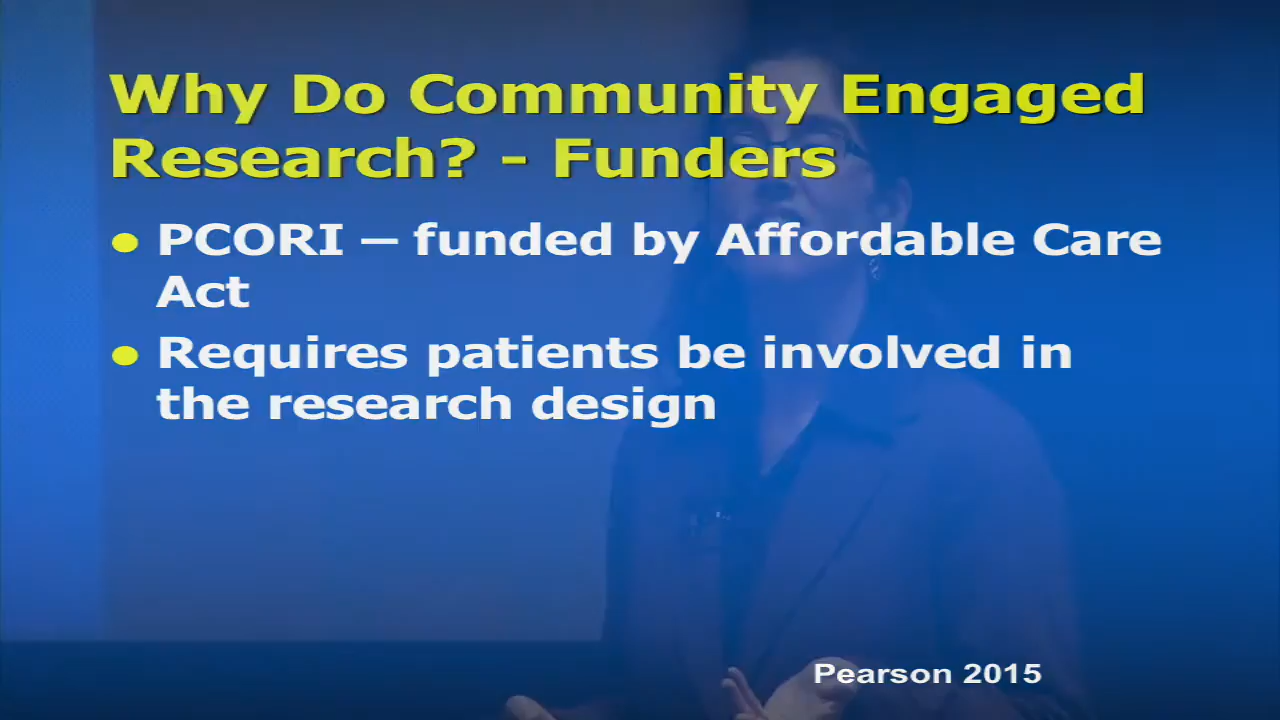 Why Do Community Engaged
Research? - Funders
● PCORI – funded by Affordable Care
Act
● Requires patients be involved in
the research design
Pearson 2015